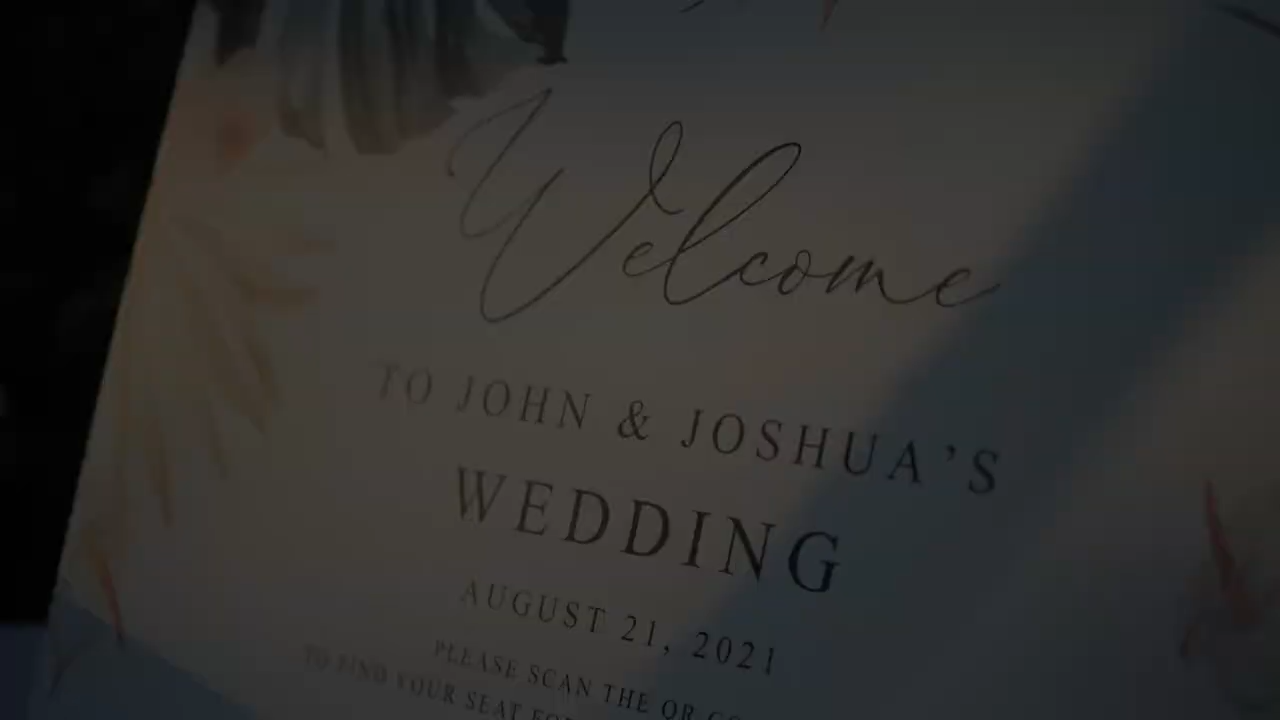 Welcome
TO JOHN & JOSHUA'S
WEDDING
AUGUST 21, 2021
PLEASE SCAN THE QR
TO FIND YOUR SEAT